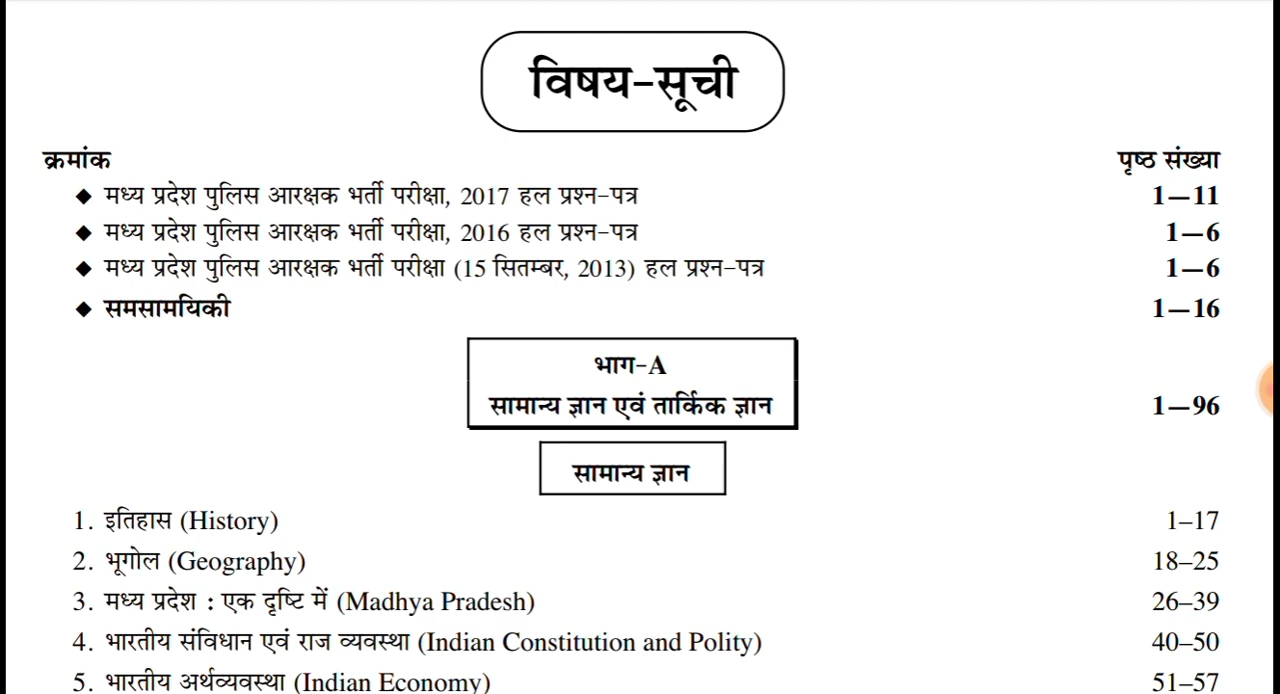 विषय-सूची
क्रमांक पृष्ठ संख्या
◆ मध्य प्रदेश पुलिस आरक्षक भर्ती परीक्षा, 2017 हल प्रश्न-पत्र 1—11
◆ मध्य प्रदेश पुलिस आरक्षक भर्ती परीक्षा, 2016 हल प्रश्न-पत्र 1—6
◆ मध्य प्रदेश पुलिस आरक्षक भर्ती परीक्षा (15 सितम्बर, 2013) हल प्रश्न-पत्र 1—6
◆ समसामयिकी 1—16
भाग-A
सामान्य ज्ञान एवं तार्किक ज्ञान 1—96
सामान्य ज्ञान
1. इतिहास (History) 1–17
2. भूगोल (Geography) 18–25
3. मध्य प्रदेश : एक दृष्टि में (Madhya Pradesh) 26–39
4. भारतीय संविधान एवं राज व्यवस्था (Indian Constitution and Polity) 40–50
5. भारतीय अर्थव्यवस्था (Indian Economy) 51–57